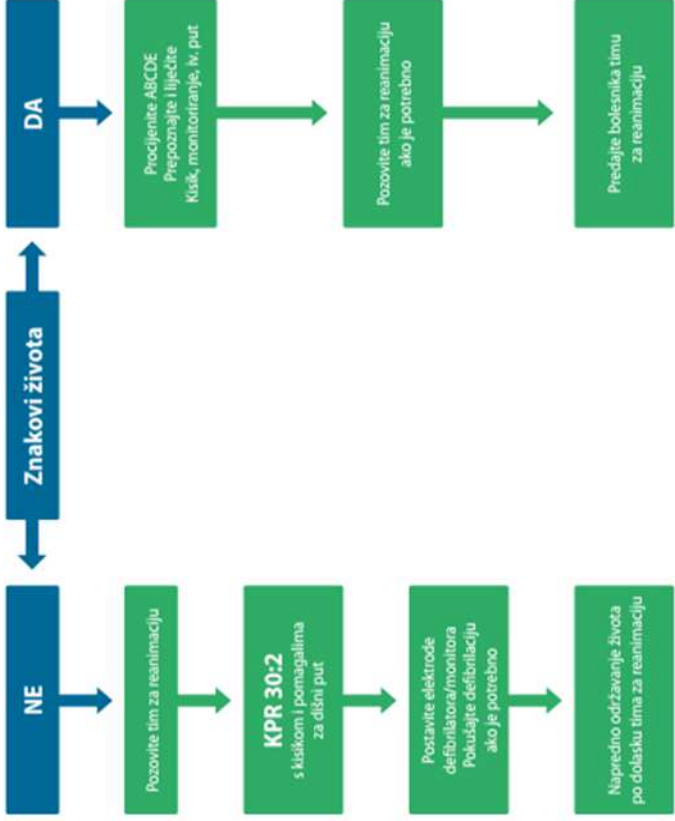 Znakovi života
NE
Pozovite tim za reanimaciju
KPR 30:2
s kisikom i pomagalima
za dišni put
Postavite elektrode
defibrilatora/monitora
Pokušajte defibrilaciju
ako je potrebno
Napredno održavanje života
po dolasku tima za reanimaciju
DA
Procijenite ABCDE
Prepoznajte i liječite
Kisik, monitoriranje, iv. put
Pozovite tim za reanimaciju
ako je potrebno
Predajte bolesnika timu
za reanimaciju